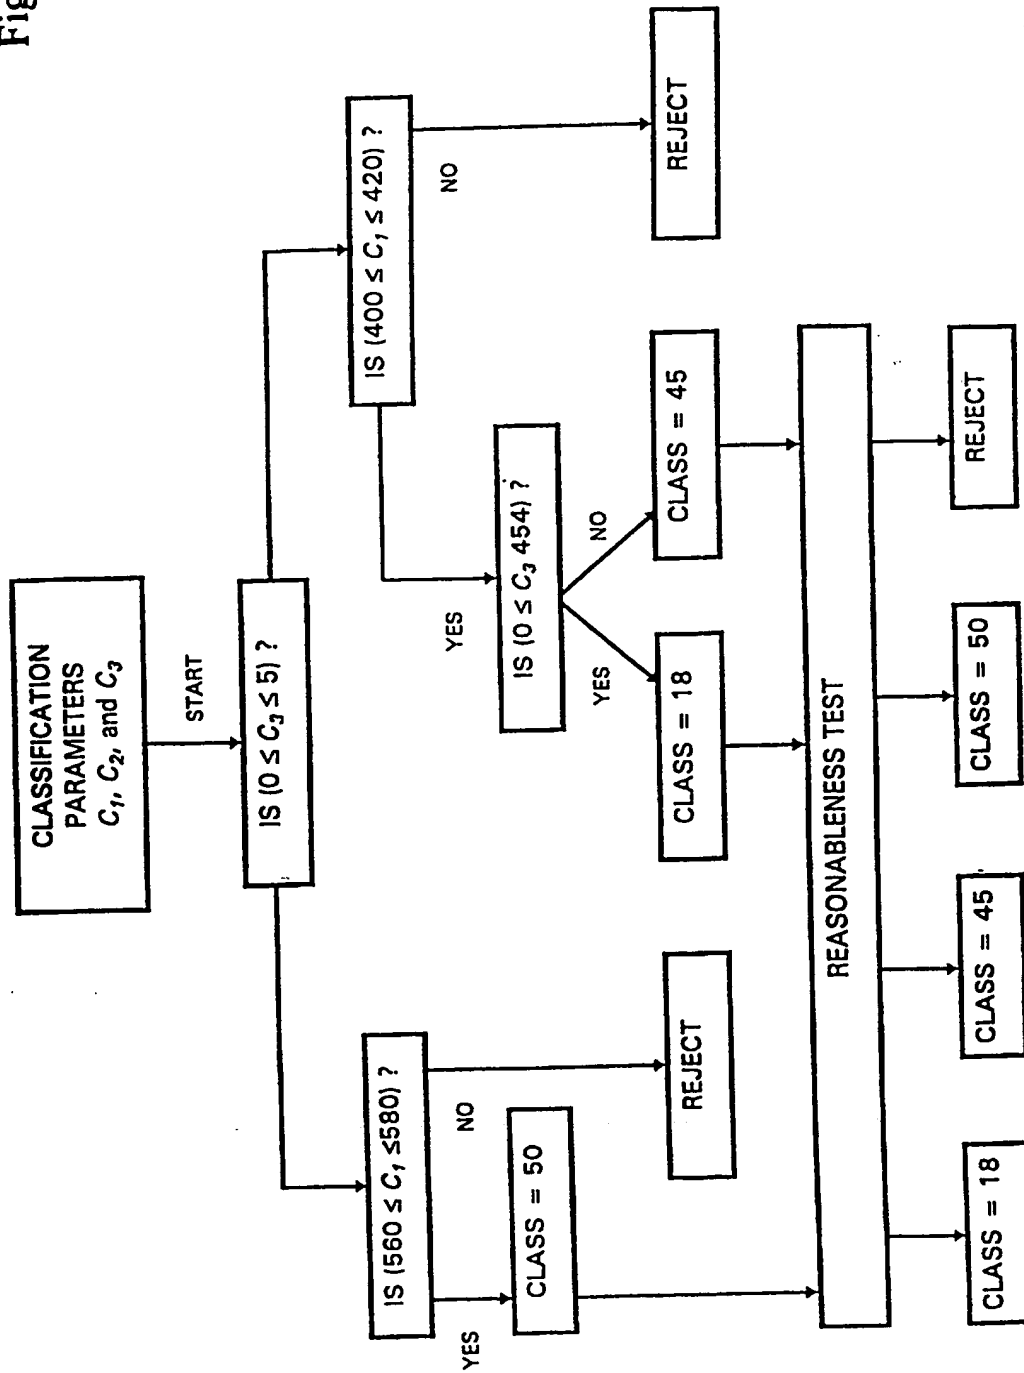 Fig
CLASSIFICATION
PARAMETERS
C₁, C₂, and C₃
START
IS (0 ≤ C₃ ≤ 5) ?
IS (560 ≤ C₁ ≤580) ?
IS (400 ≤ C₁ ≤ 420) ?
YES
NO
YES
NO
CLASS = 50
IS (0 ≤ C₃ 454) ?
YES
NO
REJECT
CLASS = 18
CLASS = 45
REJECT
REASONABLENESS TEST
CLASS = 18
CLASS = 45
CLASS = 50
REJECT